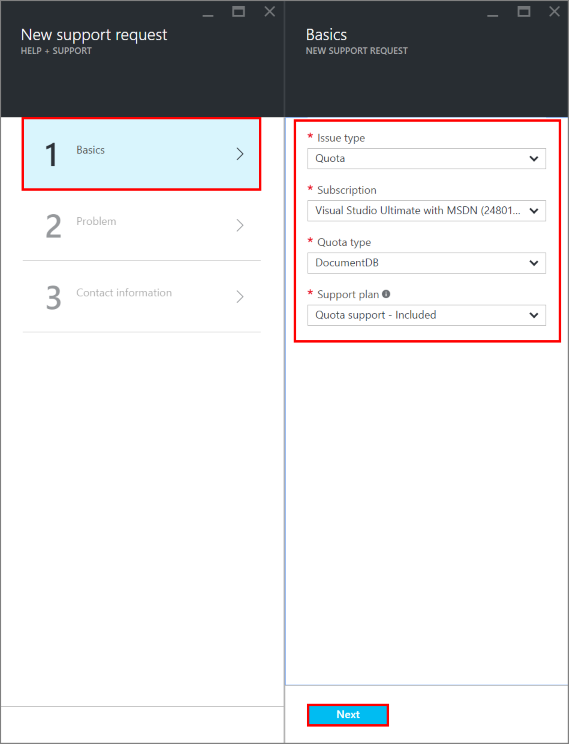 New support request
HELP + SUPPORT
1
Basics
2
Problem
3
Contact information
Basics
NEW SUPPORT REQUEST
* Issue type
Quota
* Subscription
Visual Studio Ultimate with MSDN (24801...
* Quota type
DocumentDB
* Support plan
Quota support - Included
Next